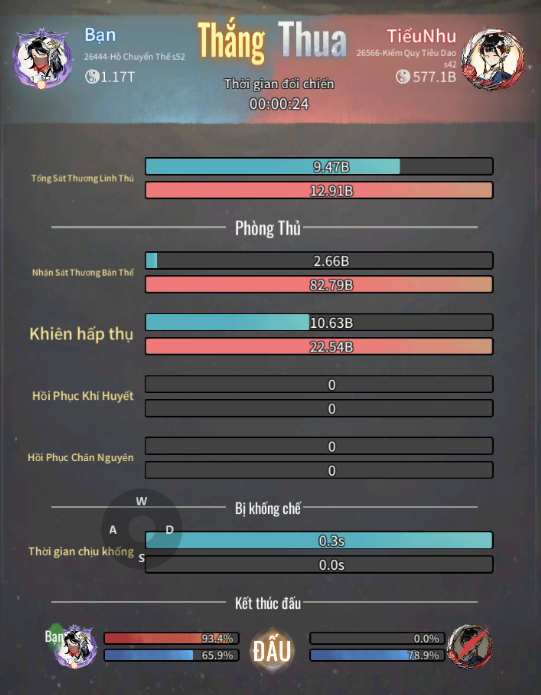 Bạn
Thắng Thua
TiểuNhu
26444-Hồ Chuyển Thế s52
26566-Kiếm Quy Tiêu Dao
s42
1.17T
577.1B
Thời gian đối chiến
00:00:24
Tổng Sát Thương Linh Thú
9.47B
12.91B
Phòng Thủ
Nhận Sát Thương Bản Thể
2.66B
82.79B
Khiên hấp thụ
10.63B
22.54B
Hồi Phục Khí Huyết
0
0
Hồi Phục Chân Nguyên
0
0
Bị khống chế
W
A
D
S
Thời gian chịu khống
0.3s
0.0s
Kết thúc đấu
Bạn
93.4%
65.9%
ĐẤU
0.0%
78.9%